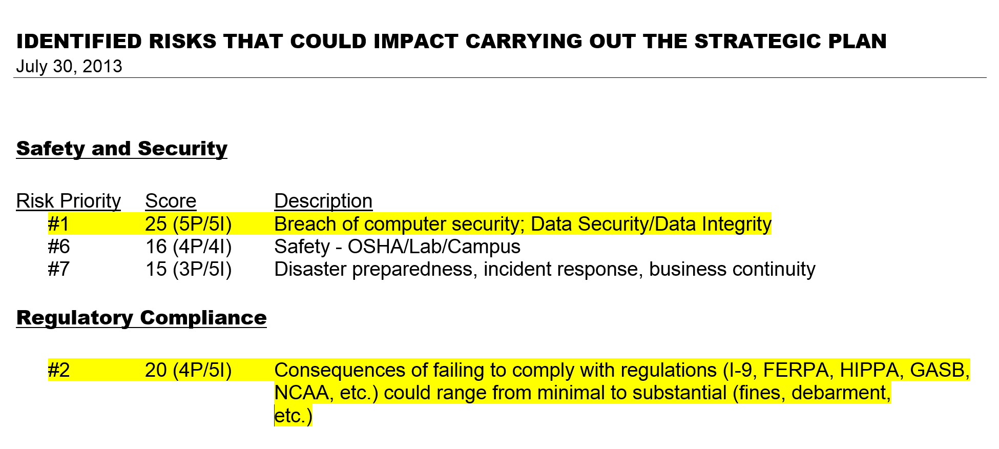 IDENTIFIED RISKS THAT COULD IMPACT CARRYING OUT THE STRATEGIC PLAN
July 30, 2013
Safety and Security
Risk Priority Score Description
#1 25 (5P/5I) Breach of computer security; Data Security/Data Integrity
#6 16 (4P/4I) Safety - OSHA/Lab/Campus
#7 15 (3P/5I) Disaster preparedness, incident response, business continuity
Regulatory Compliance
#2 20 (4P/5I) Consequences of failing to comply with regulations (I-9, FERPA, HIPPA, GASB,
NCAA, etc.) could range from minimal to substantial (fines, debarment,
etc.)